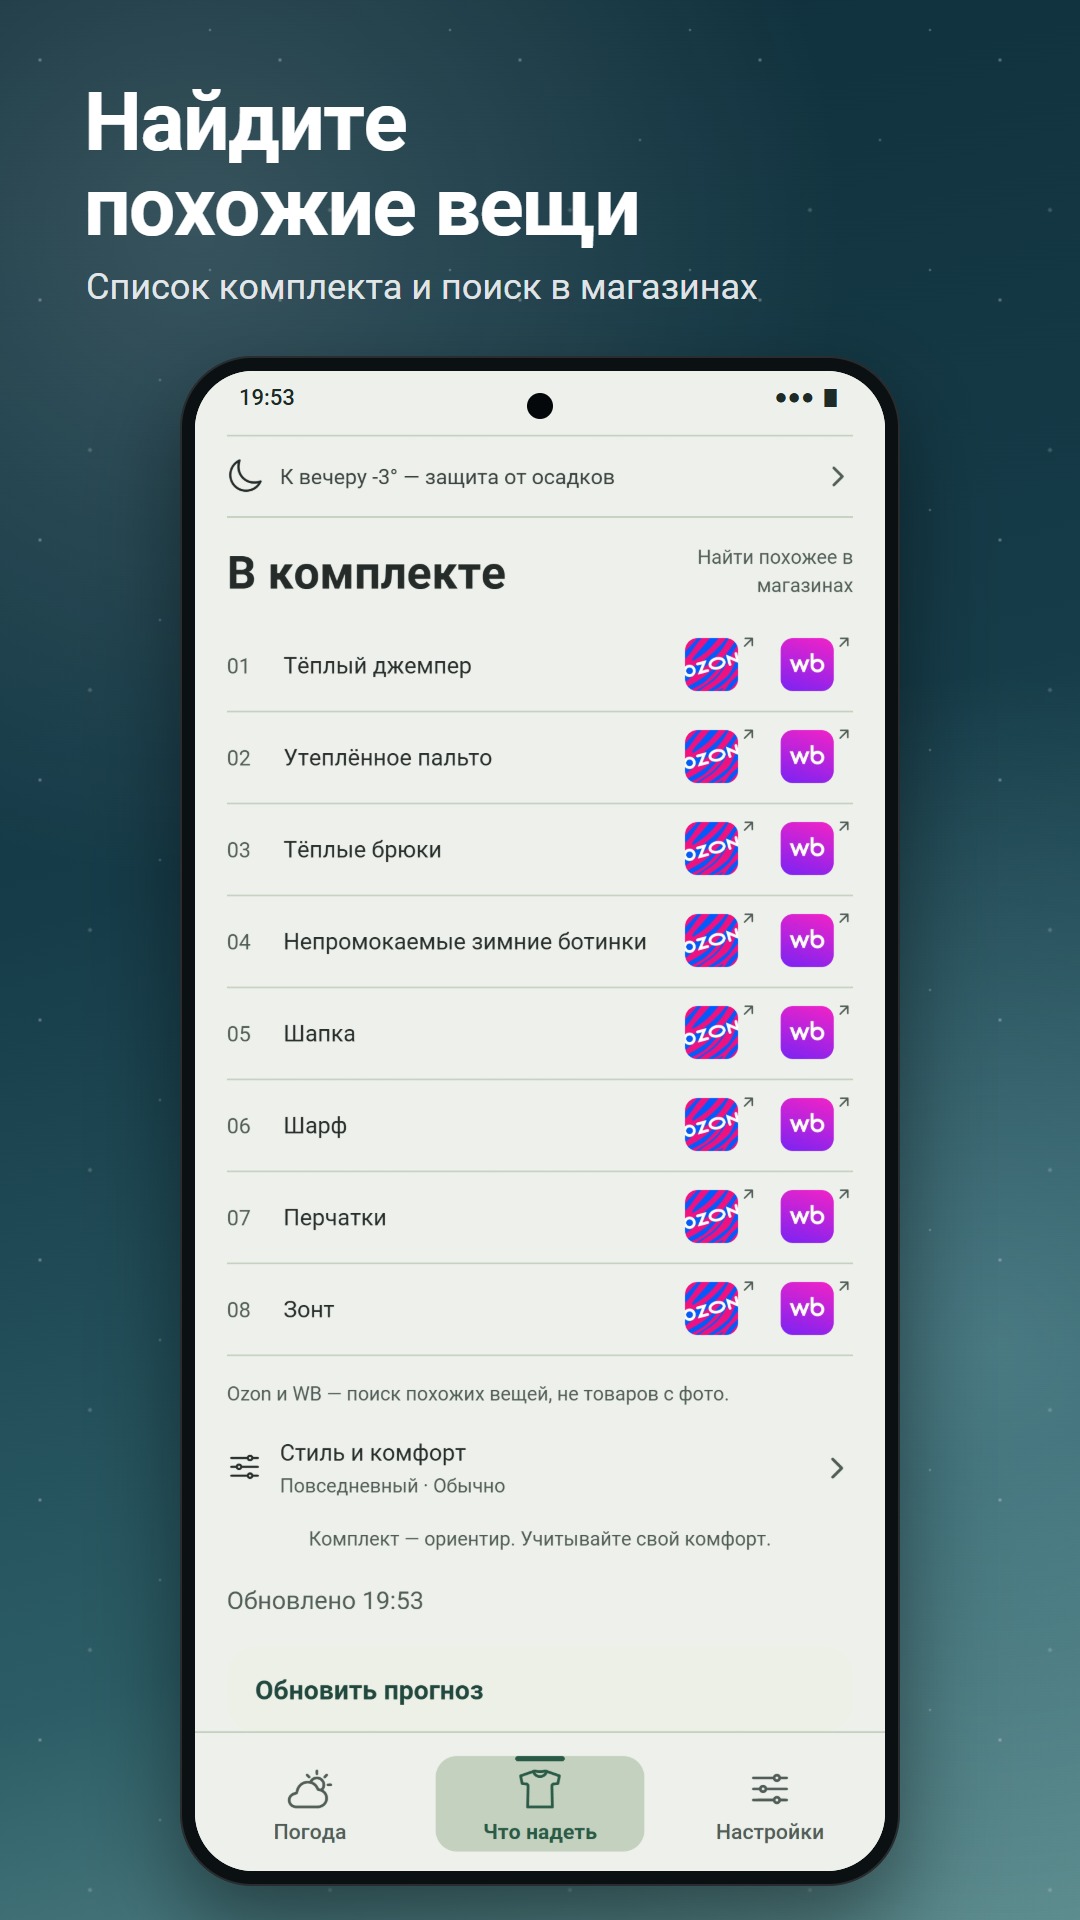 Найдите
похожие вещи
Список комплекта и поиск в магазинах
19:53
К вечеру -3° — защита от осадков
В комплекте
Найти похожее в
магазинах
01 Тёплый джемпер OZON wb
02 Утеплённое пальто OZON wb
03 Тёплые брюки OZON wb
04 Непромокаемые зимние ботинки OZON wb
05 Шапка OZON wb
06 Шарф OZON wb
07 Перчатки OZON wb
08 Зонт OZON wb
Ozon и WB — поиск похожих вещей, не товаров с фото.
Стиль и комфорт
Повседневный · Обычно
Комплект — ориентир. Учитывайте свой комфорт.
Обновлено 19:53
Обновить прогноз
Погода Что надеть Настройки